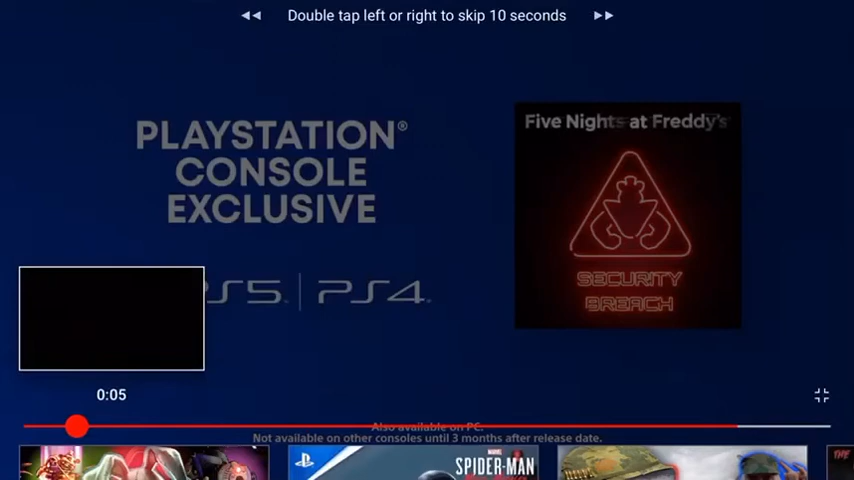 Double tap left or right to skip 10 seconds
PLAYSTATION®
CONSOLE
EXCLUSIVE
Five Nights at Freddy's
SECURITY
BREACH
PS5. | PS4.
0:05
Also available on PC.
Not available on other consoles until 3 months after release date.
MARVEL
SPIDER-MAN